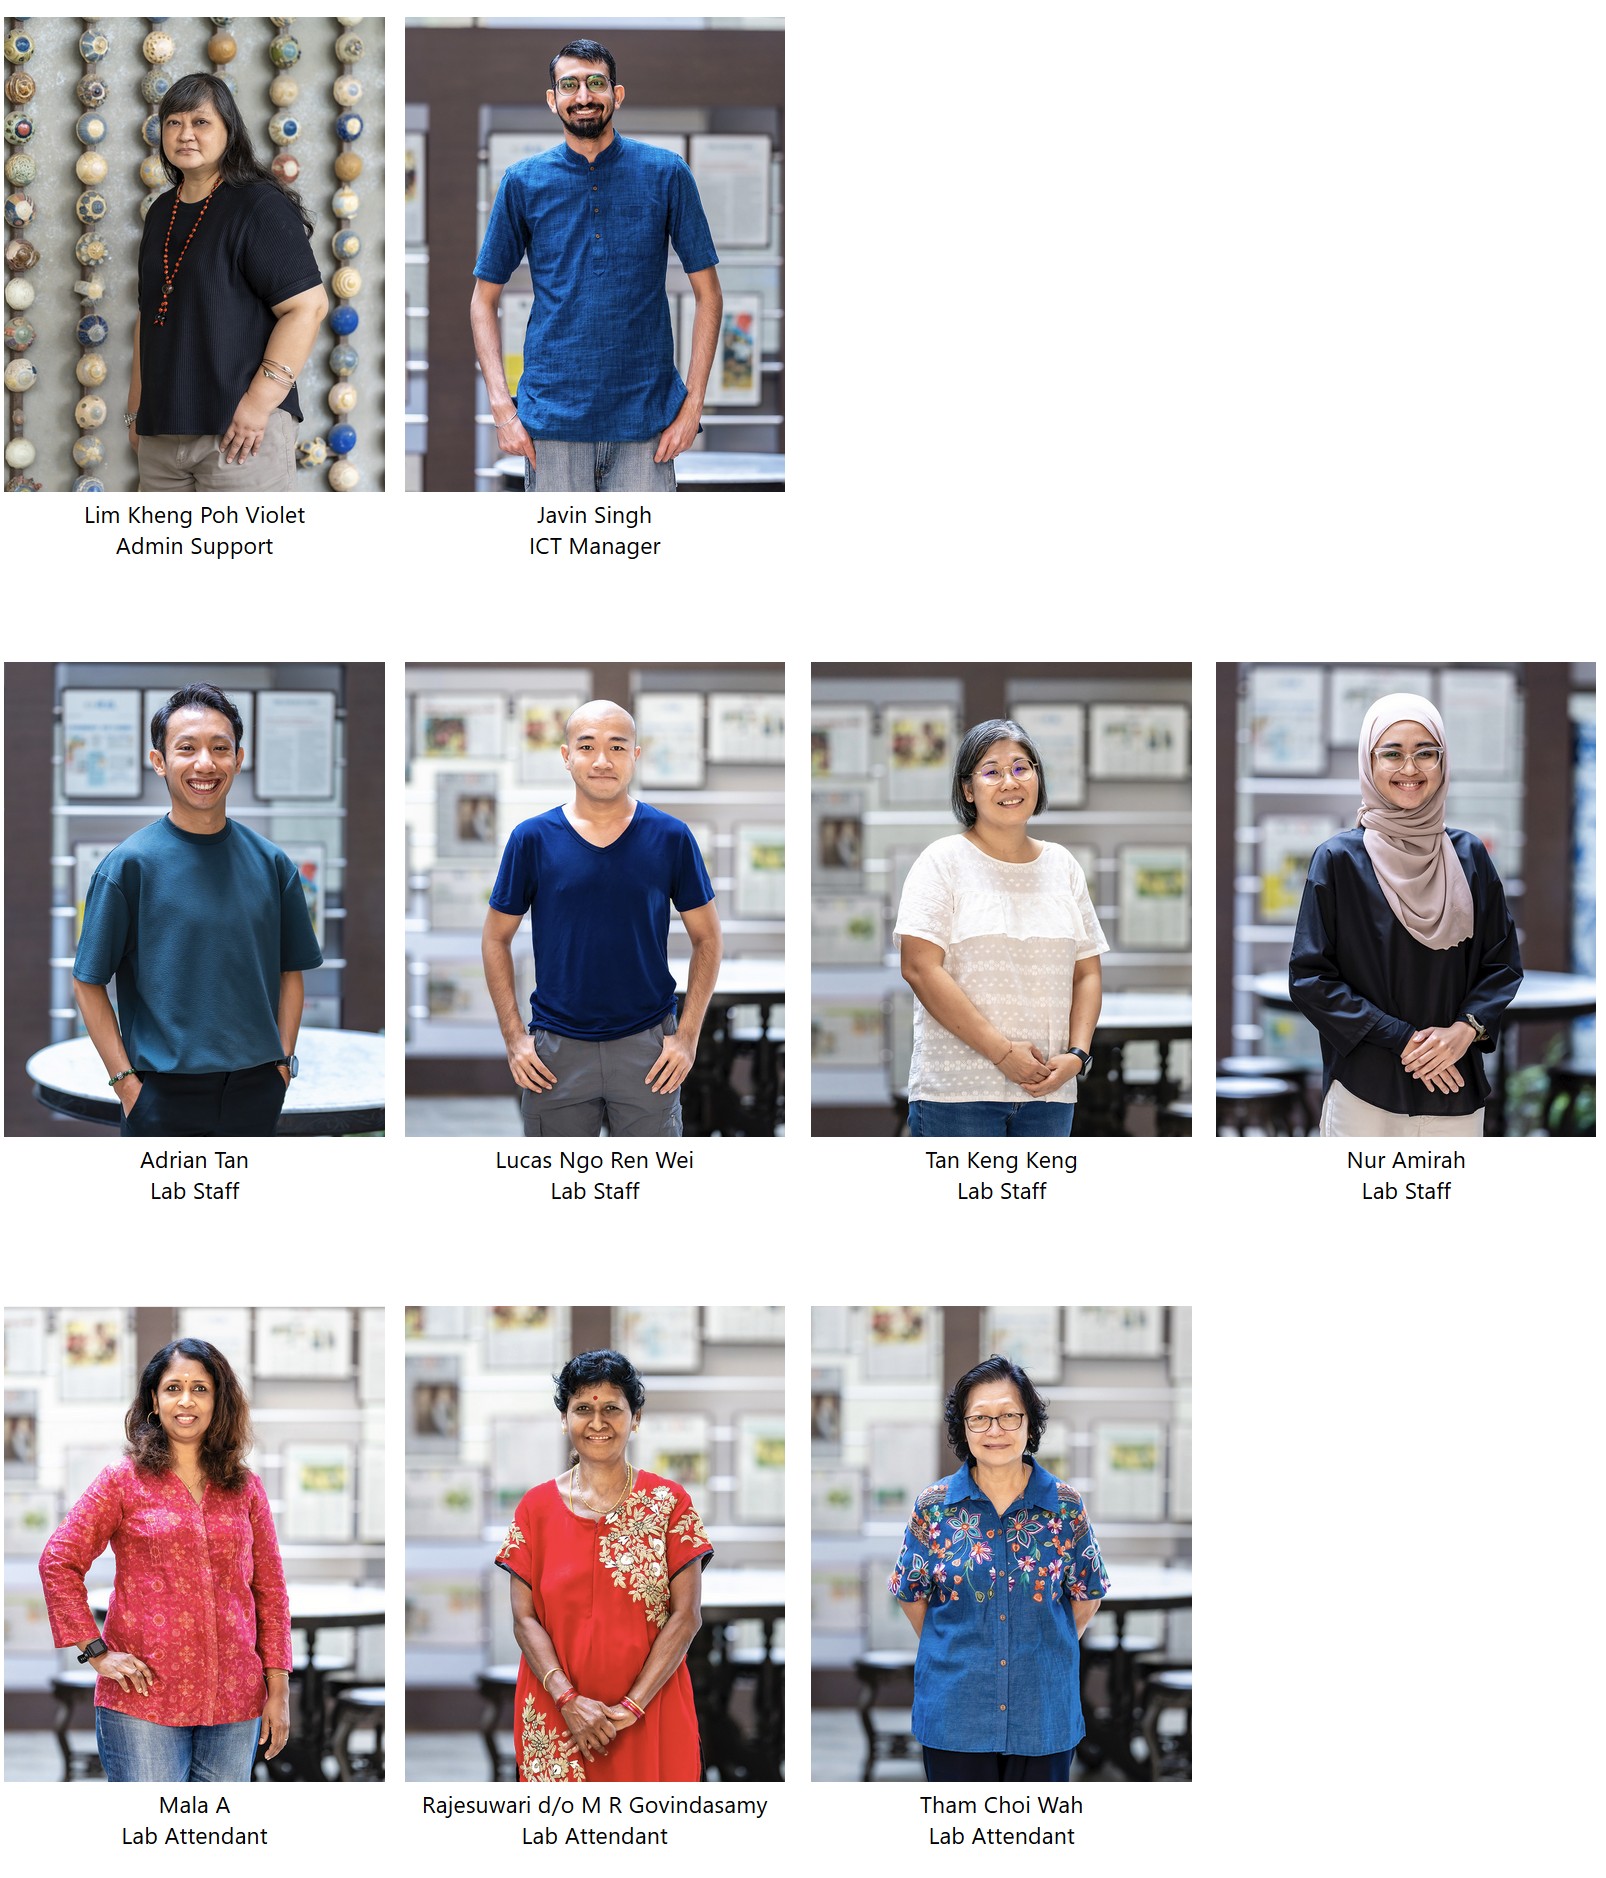 Lim Kheng Poh Violet
Admin Support
Javin Singh
ICT Manager
Adrian Tan
Lab Staff
Lucas Ngo Ren Wei
Lab Staff
Tan Keng Keng
Lab Staff
Nur Amirah
Lab Staff
Mala A
Lab Attendant
Rajesuwari d/o M R Govindasamy
Lab Attendant
Tham Choi Wah
Lab Attendant